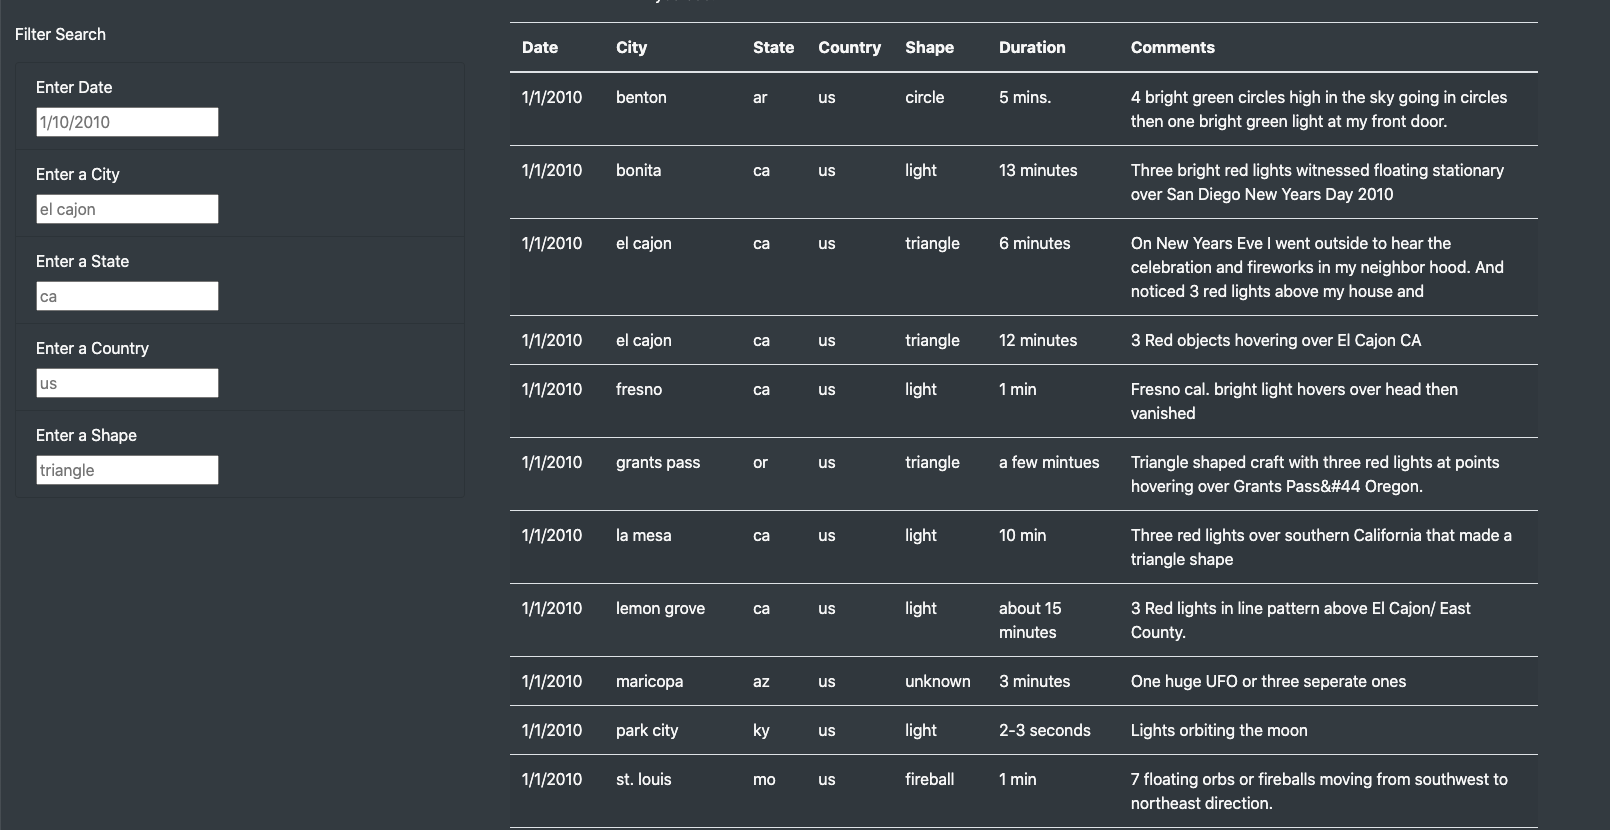 Filter Search
Enter Date
1/10/2010
Enter a City
el cajon
Enter a State
ca
Enter a Country
us
Enter a Shape
triangle
Date City State Country Shape Duration Comments
1/1/2010 benton ar us circle 5 mins. 4 bright green circles high in the sky going in circles
then one bright green light at my front door.
1/1/2010 bonita ca us light 13 minutes Three bright red lights witnessed floating stationary
over San Diego New Years Day 2010
1/1/2010 el cajon ca us triangle 6 minutes On New Years Eve I went outside to hear the
celebration and fireworks in my neighbor hood. And
noticed 3 red lights above my house and
1/1/2010 el cajon ca us triangle 12 minutes 3 Red objects hovering over El Cajon CA
1/1/2010 fresno ca us light 1 min Fresno cal. bright light hovers over head then
vanished
1/1/2010 grants pass or us triangle a few mintues Triangle shaped craft with three red lights at points
hovering over Grants Pass&#44 Oregon.
1/1/2010 la mesa ca us light 10 min Three red lights over southern California that made a
triangle shape
1/1/2010 lemon grove ca us light about 15 3 Red lights in line pattern above El Cajon/ East
minutes County.
1/1/2010 maricopa az us unknown 3 minutes One huge UFO or three seperate ones
1/1/2010 park city ky us light 2-3 seconds Lights orbiting the moon
1/1/2010 st. louis mo us fireball 1 min 7 floating orbs or fireballs moving from southwest to
northeast direction.